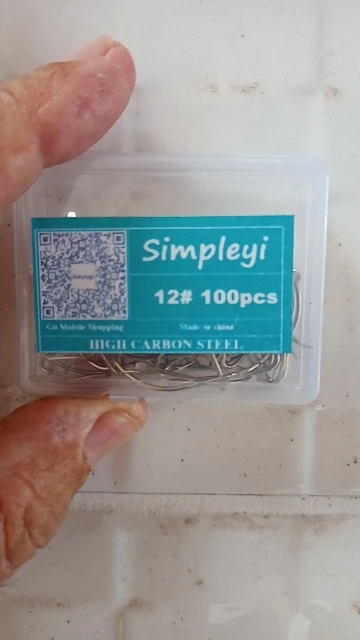 Simpleyi
12# 100pcs
Go Mobile Shopping
Made in china
HIGH CARBON STEEL